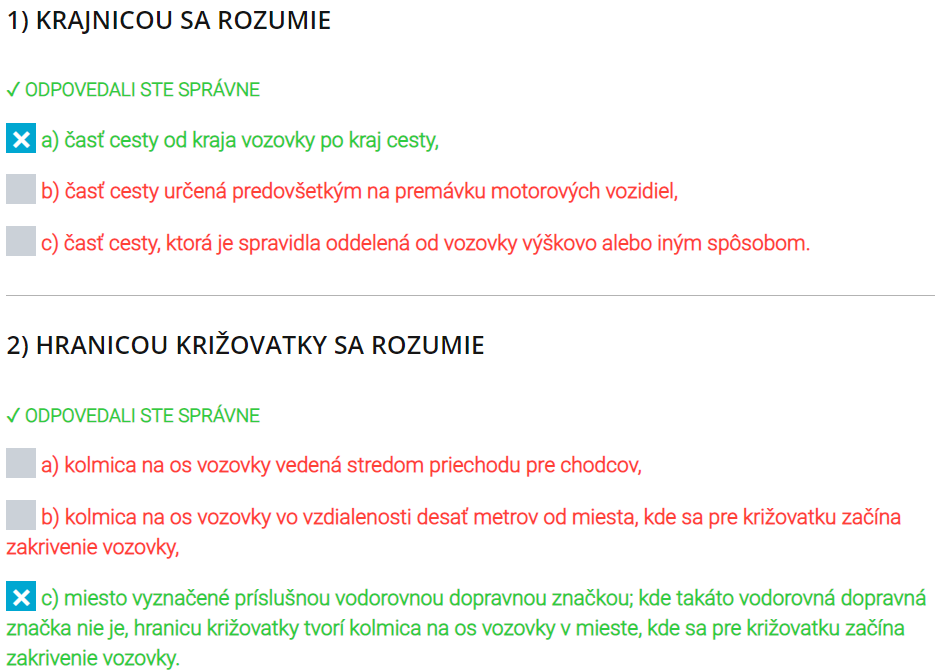 1) KRAJNICOU SA ROZUMIE
✓ ODPOVEDALI STE SPRÁVNE
a) časť cesty od kraja vozovky po kraj cesty,
b) časť cesty určená predovšetkým na premávku motorových vozidiel,
c) časť cesty, ktorá je spravidla oddelená od vozovky výškovo alebo iným spôsobom.
2) HRANICOU KRIŽOVATKY SA ROZUMIE
✓ ODPOVEDALI STE SPRÁVNE
a) kolmica na os vozovky vedená stredom priechodu pre chodcov,
b) kolmica na os vozovky vo vzdialenosti desať metrov od miesta, kde sa pre križovatku začína
zakrivenie vozovky,
c) miesto vyznačené príslušnou vodorovnou dopravnou značkou; kde takáto vodorovná dopravná
značka nie je, hranicu križovatky tvorí kolmica na os vozovky v mieste, kde sa pre križovatku začína
zakrivenie vozovky.